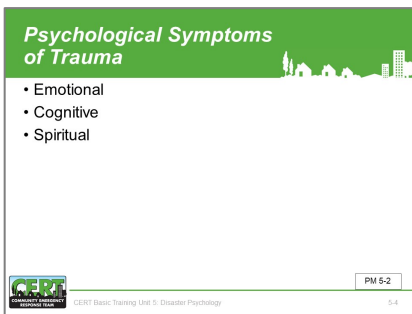 Psychological Symptoms
of Trauma
• Emotional
• Cognitive
• Spiritual
PM 5-2
CERT
COMMUNITY EMERGENCY
RESPONSE TEAM
CERT Basic Training Unit 5: Disaster Psychology
5-4